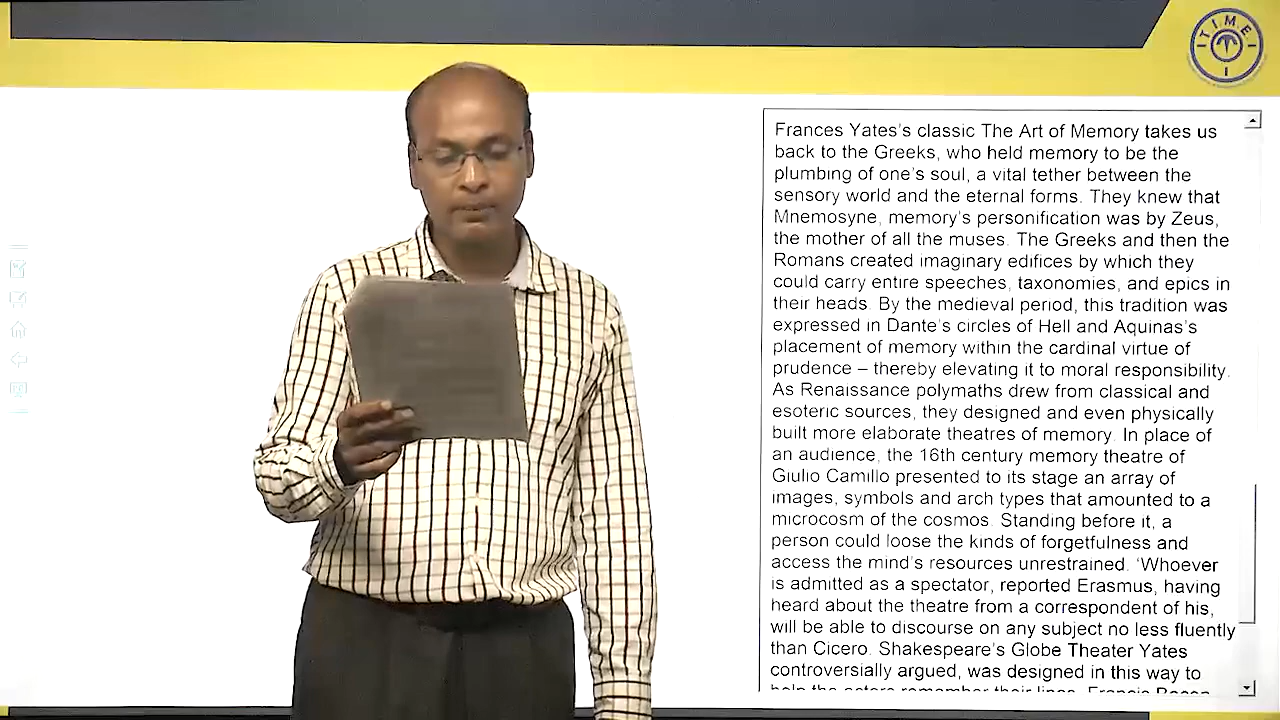 T.I.M.E.
Frances Yates's classic The Art of Memory takes us
back to the Greeks, who held memory to be the
plumbing of one's soul, a vital tether between the
sensory world and the eternal forms. They knew that
Mnemosyne, memory's personification was by Zeus,
the mother of all the muses. The Greeks and then the
Romans created imaginary edifices by which they
could carry entire speeches, taxonomies, and epics in
their heads. By the medieval period, this tradition was
expressed in Dante's circles of Hell and Aquinas's
placement of memory within the cardinal virtue of
prudence – thereby elevating it to moral responsibility.
As Renaissance polymaths drew from classical and
esoteric sources, they designed and even physically
built more elaborate theatres of memory. In place of
an audience, the 16th century memory theatre of
Giulio Camillo presented to its stage an array of
images, symbols and arch types that amounted to a
microcosm of the cosmos. Standing before it, a
person could loose the kinds of forgetfulness and
access the mind's resources unrestrained. 'Whoever
is admitted as a spectator, reported Erasmus, having
heard about the theatre from a correspondent of his,
will be able to discourse on any subject no less fluently
than Cicero. Shakespeare's Globe Theater Yates
controversially argued, was designed in this way to
help the actors remember their lines. Francis Bacon